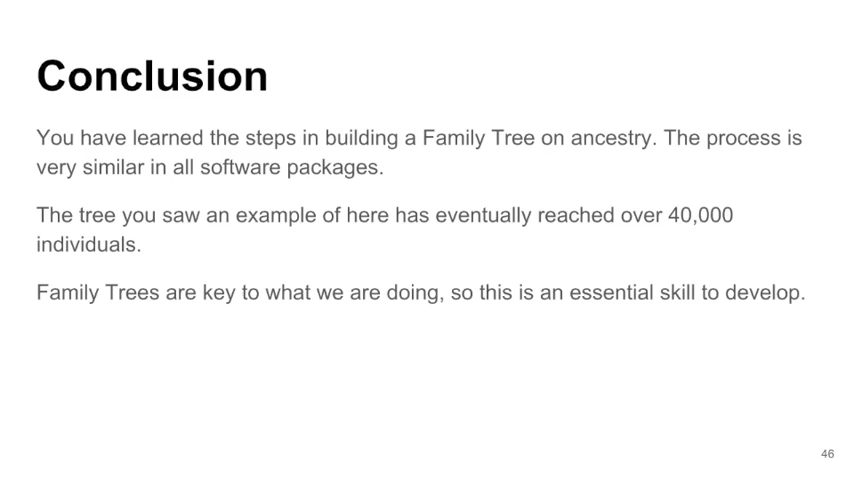 Conclusion
You have learned the steps in building a Family Tree on ancestry. The process is
very similar in all software packages.
The tree you saw an example of here has eventually reached over 40,000
individuals.
Family Trees are key to what we are doing, so this is an essential skill to develop.
46